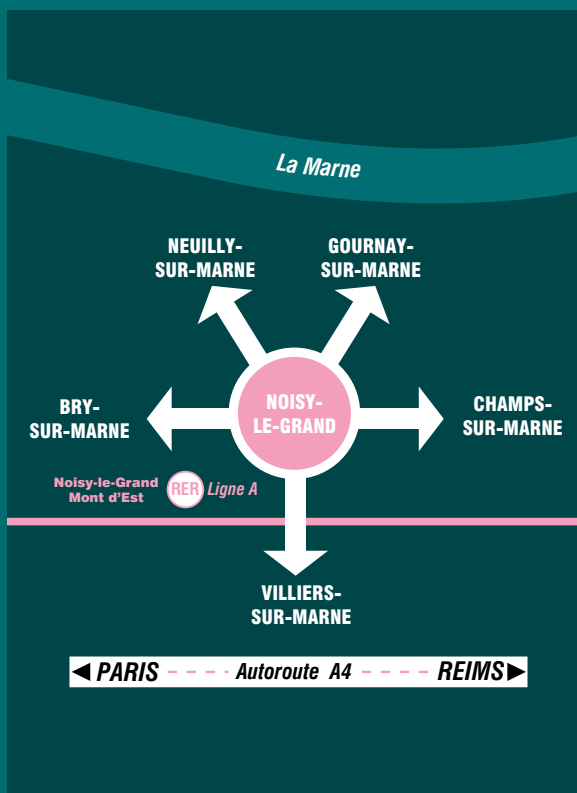 La Marne
NEUILLY-
SUR-MARNE
GOURNAY-
SUR-MARNE
BRY-
SUR-MARNE
NOISY-
LE-GRAND
CHAMPS-
SUR-MARNE
Noisy-le-Grand
Mont d'Est
RER Ligne A
VILLIERS-
SUR-MARNE
PARIS Autoroute A4 REIMS